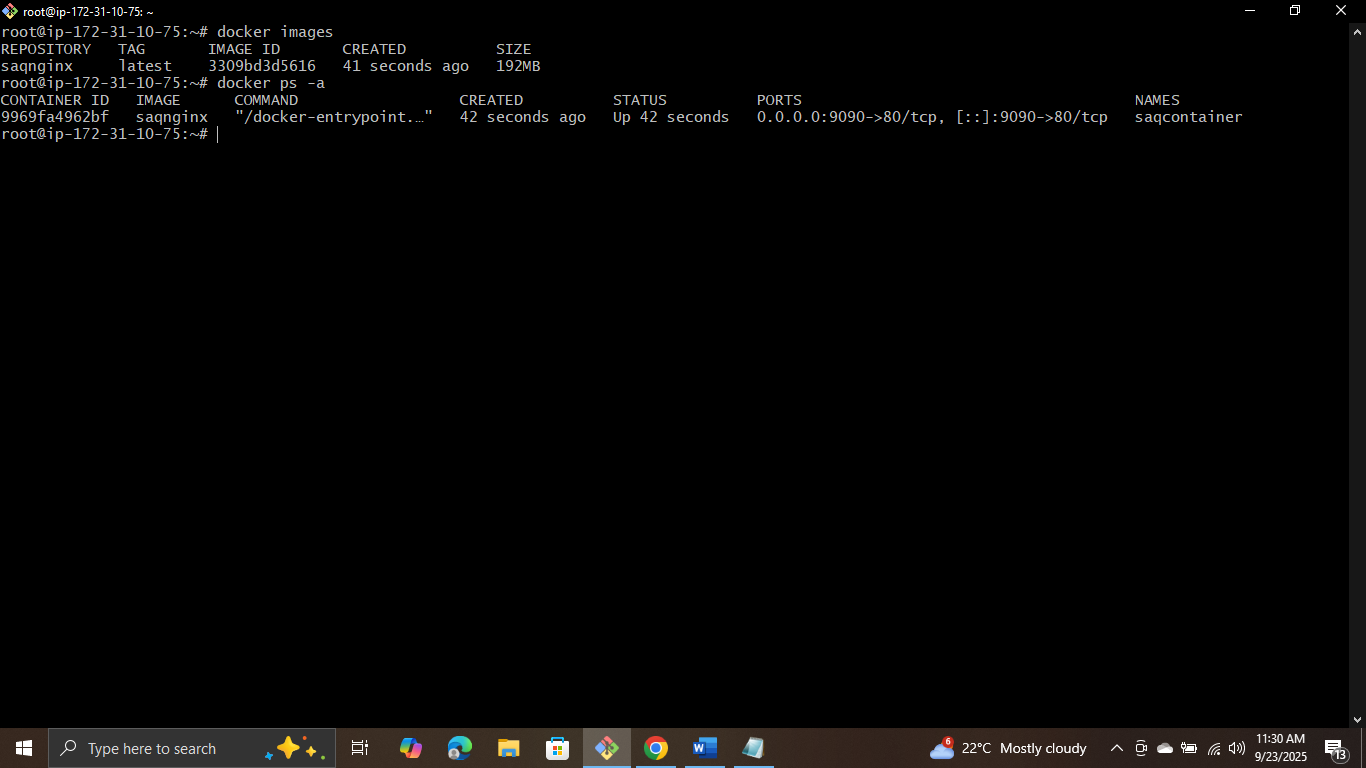 root@ip-172-31-10-75: ~
root@ip-172-31-10-75:~# docker images
REPOSITORY   TAG       IMAGE ID       CREATED          SIZE
saqnginx     latest    3309bd3d5616   41 seconds ago   192MB
root@ip-172-31-10-75:~# docker ps -a
CONTAINER ID   IMAGE      COMMAND                  CREATED          STATUS          PORTS                                     NAMES
9969fa4962bf   saqnginx   "/docker-entrypoint.…"   42 seconds ago   Up 42 seconds   0.0.0.0:9090->80/tcp, [::]:9090->80/tcp   saqcontainer
root@ip-172-31-10-75:~#
Type here to search
6
22°C Mostly cloudy
11:30 AM
9/23/2025
13